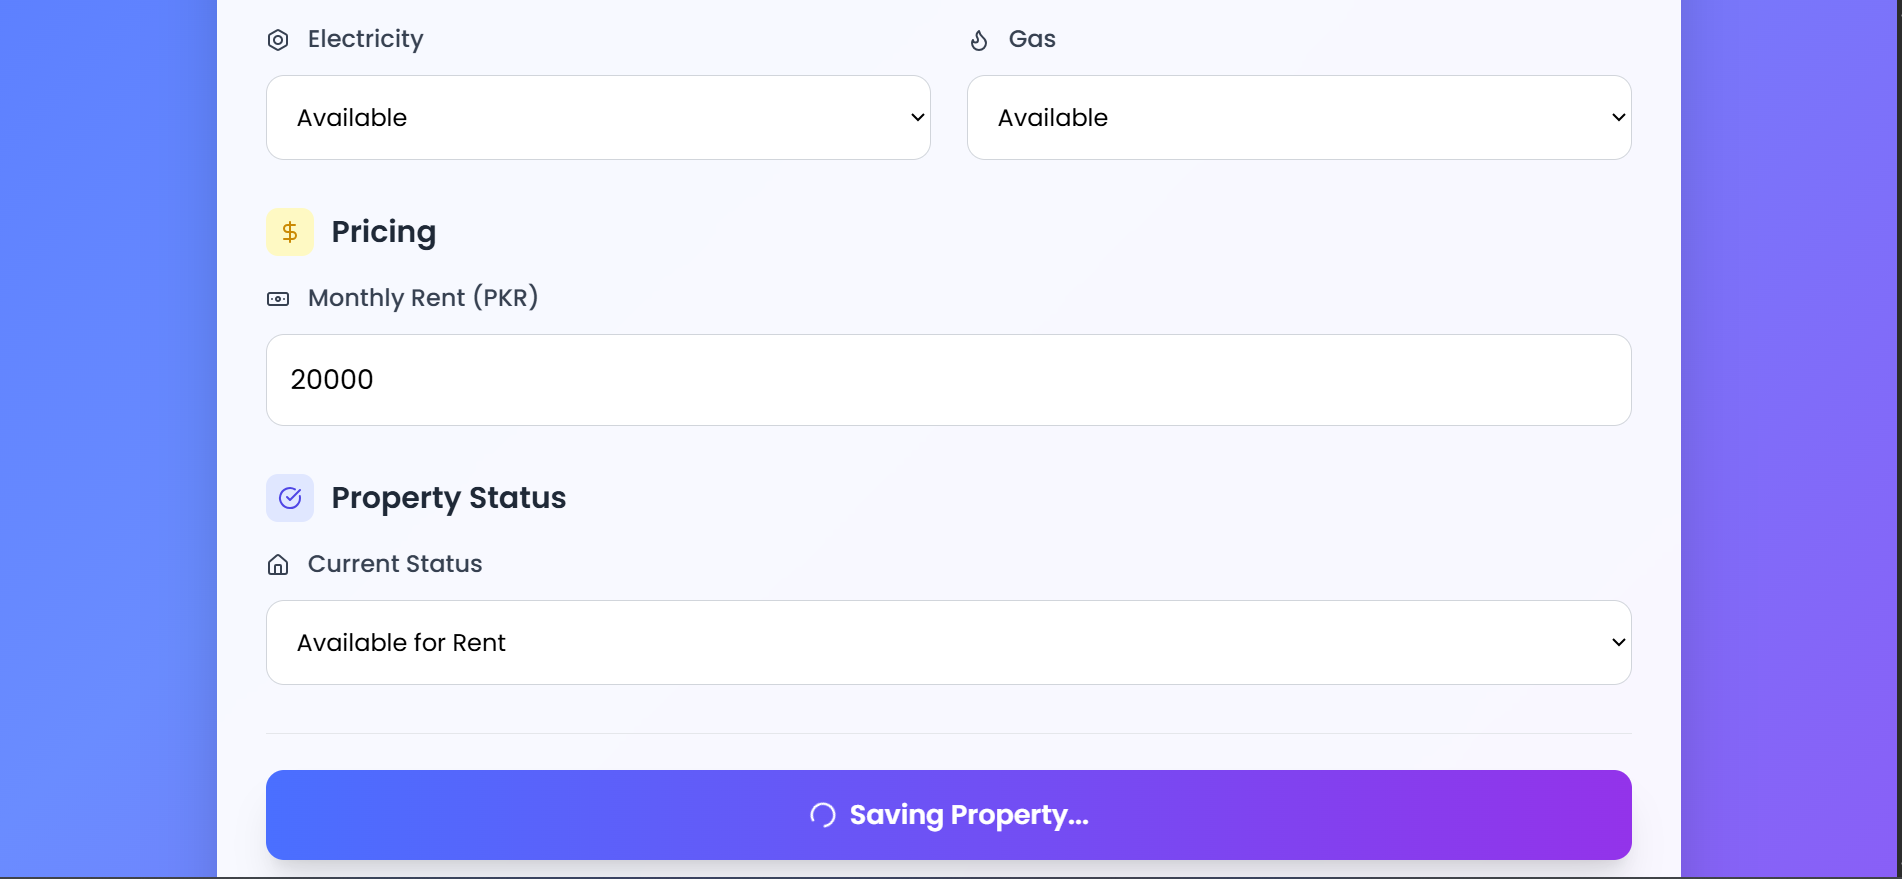 Electricity
Gas
Available
Available
Pricing
Monthly Rent (PKR)
20000
Property Status
Current Status
Available for Rent
Saving Property...